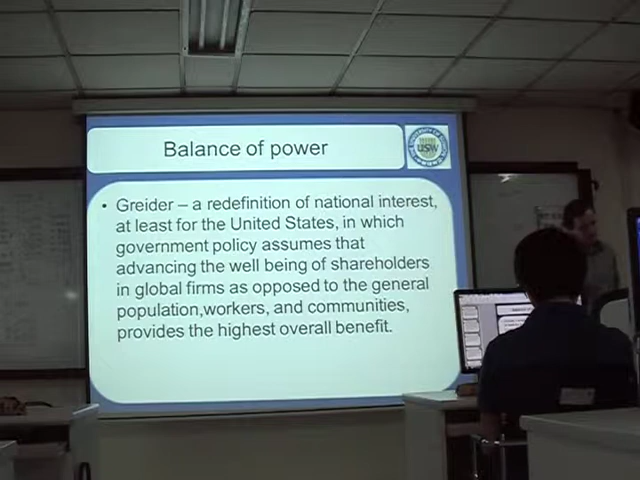 Balance of power
USW
• Greider – a redefinition of national interest,
at least for the United States, in which
government policy assumes that
advancing the well being of shareholders
in global firms as opposed to the general
population,workers, and communities,
provides the highest overall benefit.